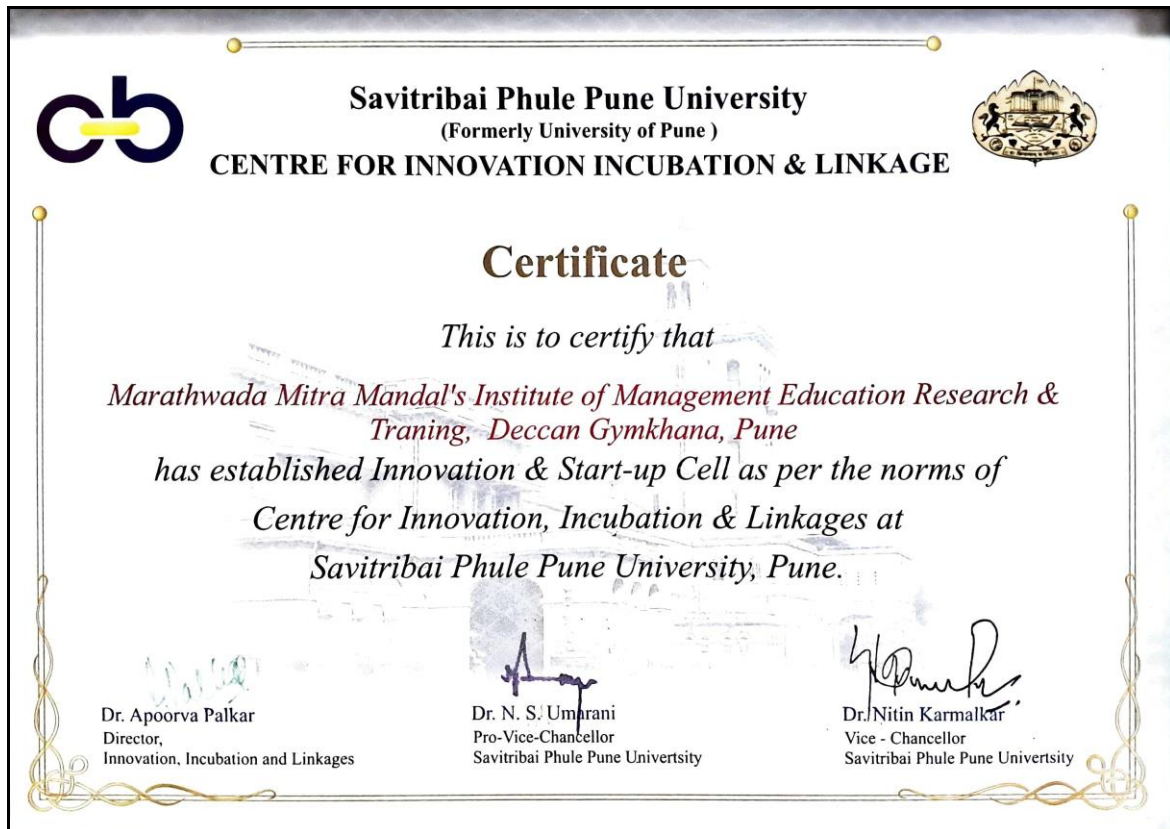 Savitribai Phule Pune University
(Formerly University of Pune )
CENTRE FOR INNOVATION INCUBATION & LINKAGE
Certificate
This is to certify that
Marathwada Mitra Mandal's Institute of Management Education Research &
Traning, Deccan Gymkhana, Pune
has established Innovation & Start-up Cell as per the norms of
Centre for Innovation, Incubation & Linkages at
Savitribai Phule Pune University, Pune.
Dr. Apoorva Palkar
Director,
Innovation, Incubation and Linkages
Dr. N. S. Umarani
Pro-Vice-Chancellor
Savitribai Phule Pune Univertsity
Dr. Nitin Karmalkar
Vice - Chancellor
Savitribai Phule Pune Univertsity